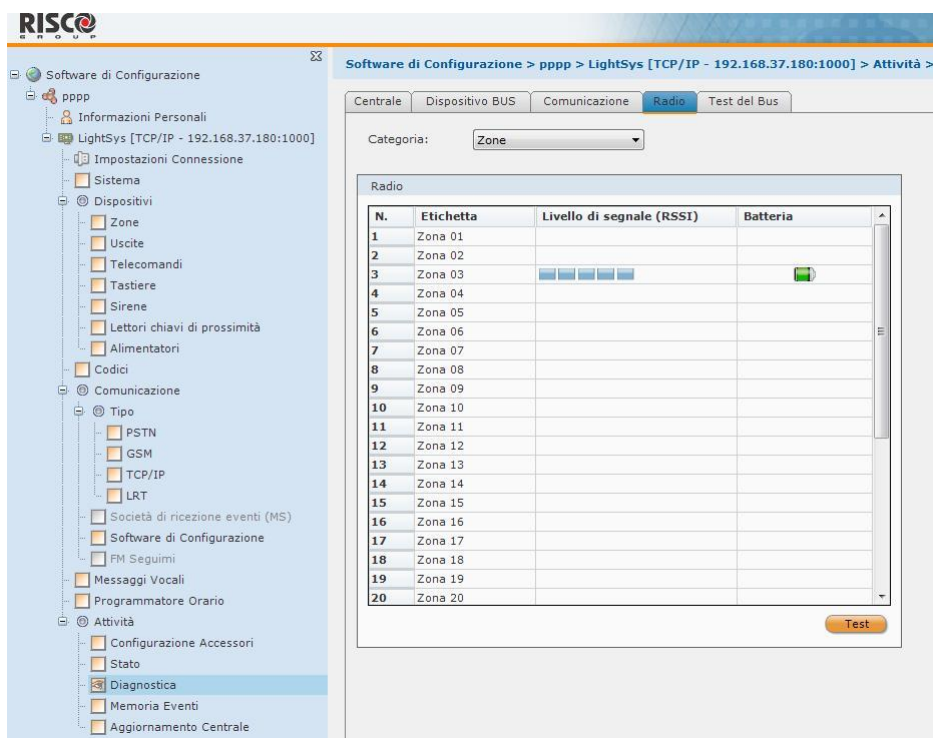 RISCO
GROUP
Software di Configurazione
pppp
Informazioni Personali
LightSys [TCP/IP - 192.168.37.180:1000]
Impostazioni Connessione
Sistema
Dispositivi
Zone
Uscite
Telecomandi
Tastiere
Sirene
Lettori chiavi di prossimità
Alimentatori
Codici
Comunicazione
Tipo
PSTN
GSM
TCP/IP
LRT
Società di ricezione eventi (MS)
Software di Configurazione
FM Seguimi
Messaggi Vocali
Programmatore Orario
Attività
Configurazione Accessori
Stato
Diagnostica
Memoria Eventi
Aggiornamento Centrale
Software di Configurazione > pppp > LightSys [TCP/IP - 192.168.37.180:1000] > Attività >
Centrale Dispositivo BUS Comunicazione Radio Test del Bus
Categoria: Zone
Radio
N. Etichetta Livello di segnale (RSSI) Batteria
1 Zona 01
2 Zona 02
3 Zona 03
4 Zona 04
5 Zona 05
6 Zona 06
7 Zona 07
8 Zona 08
9 Zona 09
10 Zona 10
11 Zona 11
12 Zona 12
13 Zona 13
14 Zona 14
15 Zona 15
16 Zona 16
17 Zona 17
18 Zona 18
19 Zona 19
20 Zona 20
Test